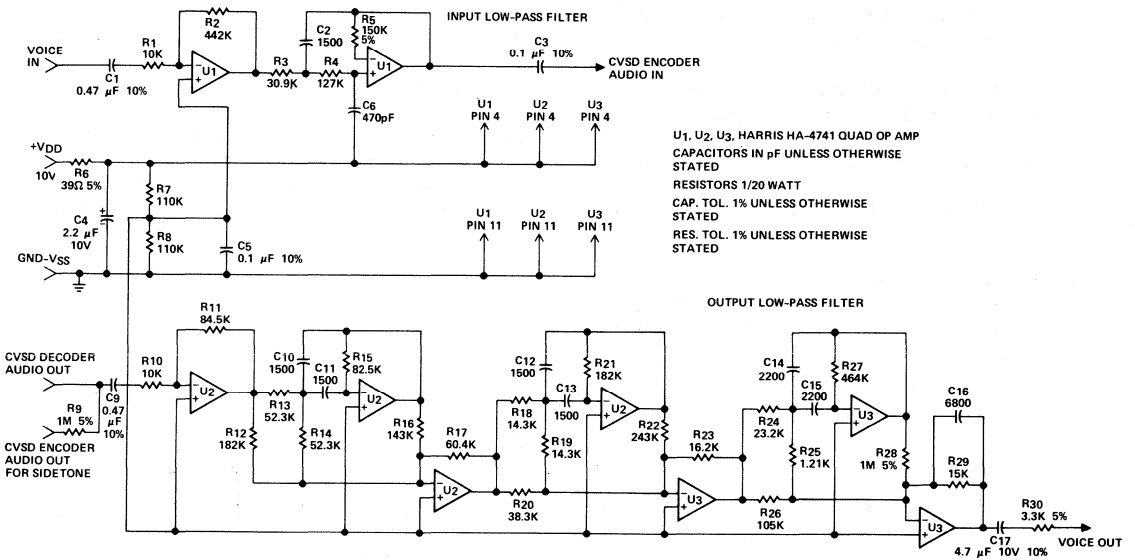 INPUT LOW-PASS FILTER
R2
442K
C2
1500
R5
150K
5%
VOICE
IN
R1
10K
C1
0.47 µF 10%
−
+
U1
R3
30.9K
R4
127K
−
+
U1
C6
470pF
C3
0.1 µF 10%
CVSD ENCODER
AUDIO IN
U1
PIN 4
U2
PIN 4
U3
PIN 4
U1, U2, U3, HARRIS HA-4741 QUAD OP AMP
CAPACITORS IN pF UNLESS OTHERWISE
STATED
RESISTORS 1/20 WATT
CAP. TOL. 1% UNLESS OTHERWISE
STATED
RES. TOL. 1% UNLESS OTHERWISE
STATED
+VDD
10V
R6
39Ω 5%
R7
110K
+
−
C4
2.2 µF
10V
R8
110K
C5
0.1 µF 10%
U1
PIN 11
U2
PIN 11
U3
PIN 11
GND-VSS
OUTPUT LOW-PASS FILTER
R11
84.5K
CVSD DECODER
AUDIO OUT
R10
10K
C9
0.47
µF
10%
R9
1M 5%
CVSD ENCODER
AUDIO OUT
FOR SIDETONE
−
+
U2
C10
1500
C11
1500
R15
82.5K
R13
52.3K
R12
182K
R14
52.3K
−
+
U2
R16
143K
R17
60.4K
−
+
U2
C12
1500
C13
1500
R21
182K
R18
14.3K
R19
14.3K
R20
38.3K
−
+
U2
R22
243K
R23
16.2K
−
+
U3
C14
2200
C15
2200
R27
464K
R24
23.2K
R25
1.21K
R26
105K
−
+
U3
R28
1M 5%
C16
6800
R29
15K
−
+
U3
C17
4.7 µF 10V 10%
R30
3.3K 5%
VOICE OUT